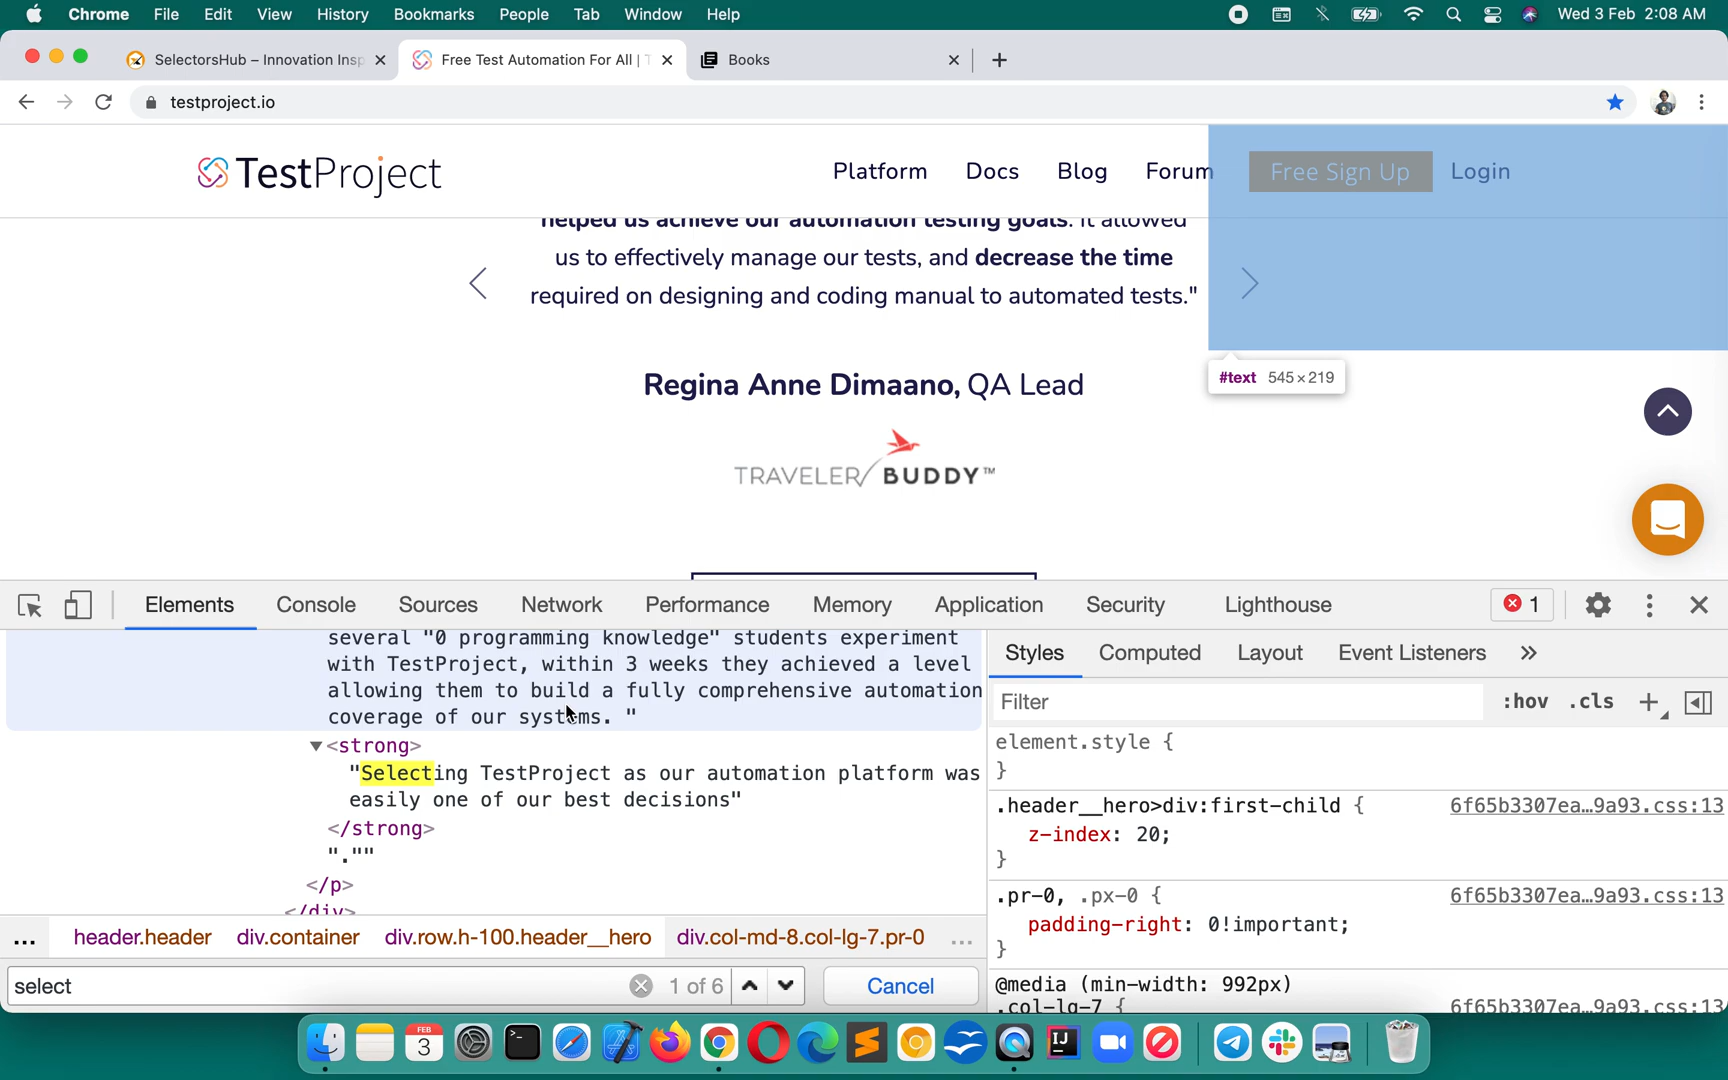 Chrome File Edit View History Bookmarks People Tab Window Help Wed 3 Feb 2:08 AM
SelectorsHub – Innovation Insp Free Test Automation For All | T Books
testproject.io
TestProject Platform Docs Blog Forum Free Sign Up Login
helped us achieve our automation testing goals. It allowed
us to effectively manage our tests, and decrease the time
required on designing and coding manual to automated tests."
#text 545×219
Regina Anne Dimaano, QA Lead
TRAVELER BUDDY™
Elements Console Sources Network Performance Memory Application Security Lighthouse 1
several "0 programming knowledge" students experiment
with TestProject, within 3 weeks they achieved a level
allowing them to build a fully comprehensive automation
coverage of our systems. "
▼<strong>
"Selecting TestProject as our automation platform was
easily one of our best decisions"
</strong>
".""
</p>
</div>
... header.header div.container div.row.h-100.header__hero div.col-md-8.col-lg-7.pr-0 ...
select 1 of 6 Cancel
Styles Computed Layout Event Listeners »
Filter :hov .cls +
element.style {
}
.header__hero>div:first-child { 6f65b3307ea…9a93.css:13
z-index: 20;
}
.pr-0, .px-0 { 6f65b3307ea…9a93.css:13
padding-right: 0!important;
}
@media (min-width: 992px)
.col-lg-7 { 6f65b3307ea…9a93.css:13
FEB
3
IJ